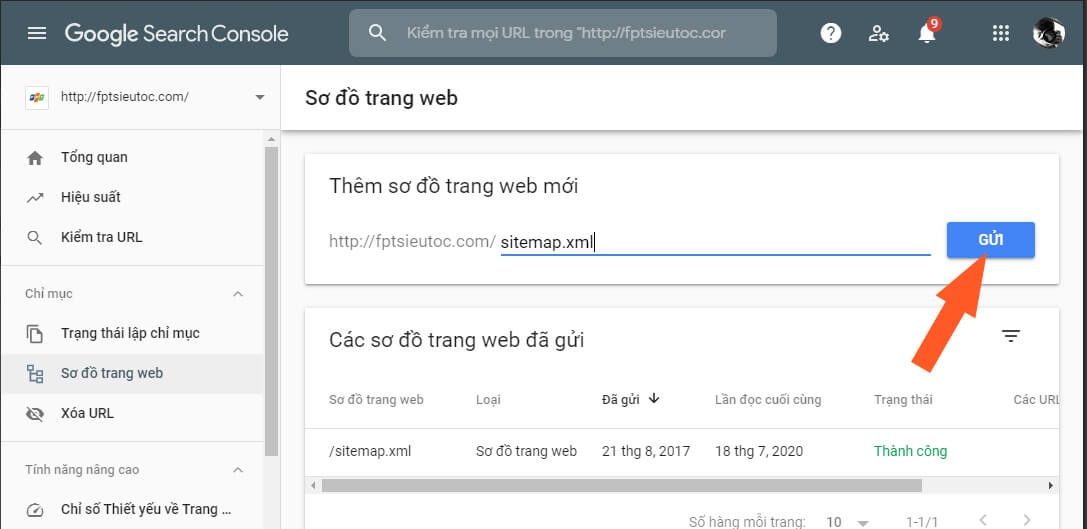 Google Search Console
Kiểm tra mọi URL trong "http://fptsieutoc.cor
9
http://fptsieutoc.com/
Sơ đồ trang web
Tổng quan
Hiệu suất
Kiểm tra URL
Chỉ mục
Trạng thái lập chỉ mục
Sơ đồ trang web
Xóa URL
Tính năng nâng cao
Chỉ số Thiết yếu về Trang ...
Thêm sơ đồ trang web mới
http://fptsieutoc.com/ sitemap.xml
GỬI
Các sơ đồ trang web đã gửi
Sơ đồ trang web Loại Đã gửi Lần đọc cuối cùng Trạng thái Các URL
/sitemap.xml Sơ đồ trang web 21 thg 8, 2017 18 thg 7, 2020 Thành công
Số hàng mỗi trang: 10 1-1/1